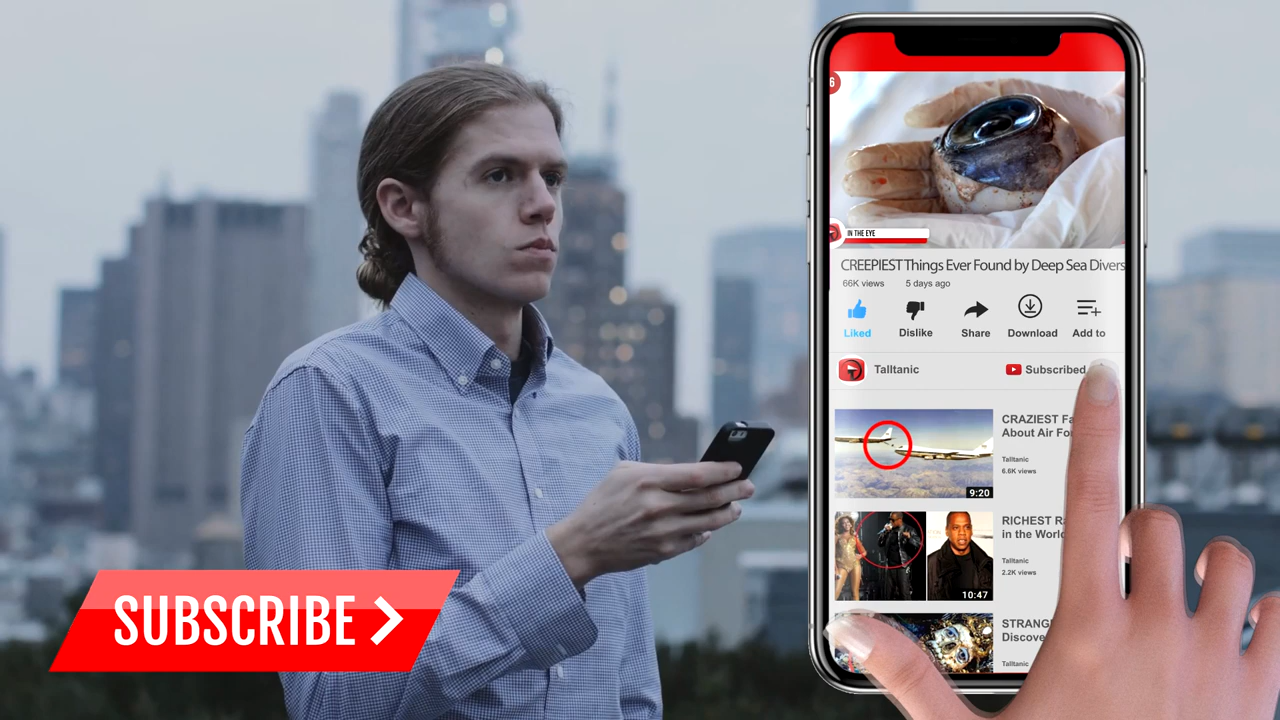 SUBSCRIBE
6
IN THE EYE
CREEPIEST Things Ever Found by Deep Sea Divers
66K views 5 days ago
Liked Dislike Share Download Add to
Talltanic Subscribed
CRAZIEST Fa
About Air Fo
Talltanic
6.6K views
9:20
RICHEST R
in the World
Talltanic
2.2K views
10:47
STRANG
Discove
Talltanic